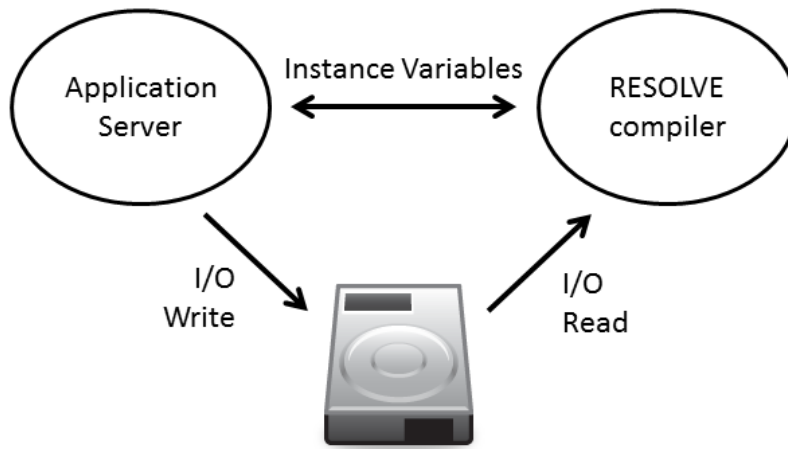 Application
Server
Instance Variables
RESOLVE
compiler
I/O
Write
I/O
Read